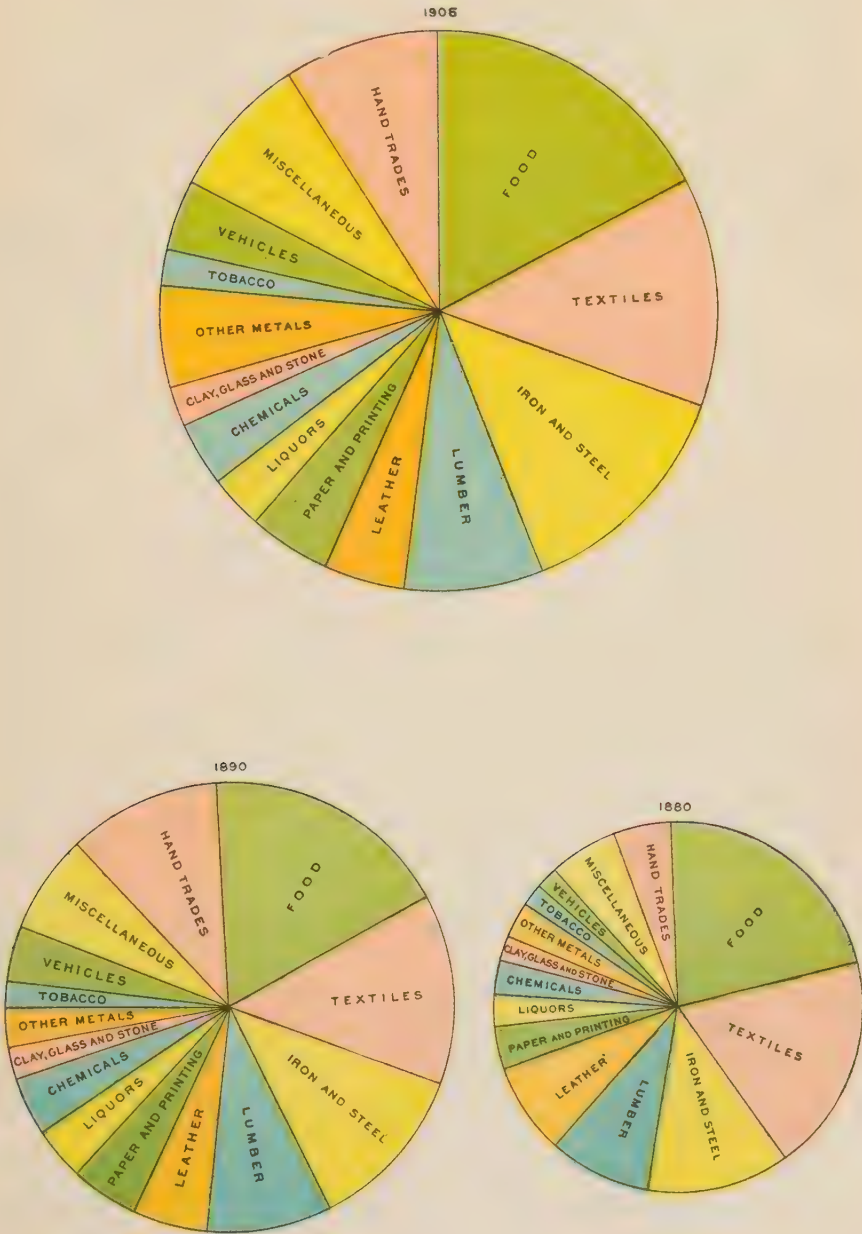 FOOD
TEXTILES
IRON AND STEEL
LUMBER
LEATHER
PAPER AND PRINTING
LIQUORS
CHEMICALS
CLAY, GLASS AND STONE
OTHER METALS
TOBACCO
VEHICLES
MISCELLANEOUS
HAND TRADES
1890
FOOD
TEXTILES
IRON AND STEEL
LUMBER
LEATHER
PAPER AND PRINTING
LIQUORS
CHEMICALS
CLAY, GLASS AND STONE
OTHER METALS
TOBACCO
VEHICLES
MISCELLANEOUS
HAND TRADES
1880
FOOD
TEXTILES
IRON AND STEEL
LUMBER
LEATHER
PAPER AND PRINTING
LIQUORS
CHEMICALS
CLAY, GLASS AND STONE
OTHER METALS
TOBACCO
VEHICLES
MISCELLANEOUS
HAND TRADES